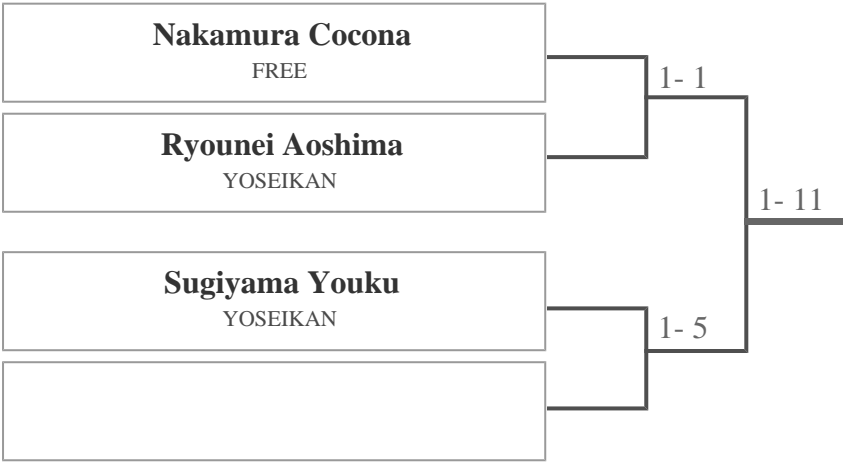 Nakamura Cocona
FREE
1- 1
Ryounei Aoshima
YOSEIKAN
1- 11
Sugiyama Youku
YOSEIKAN
1- 5